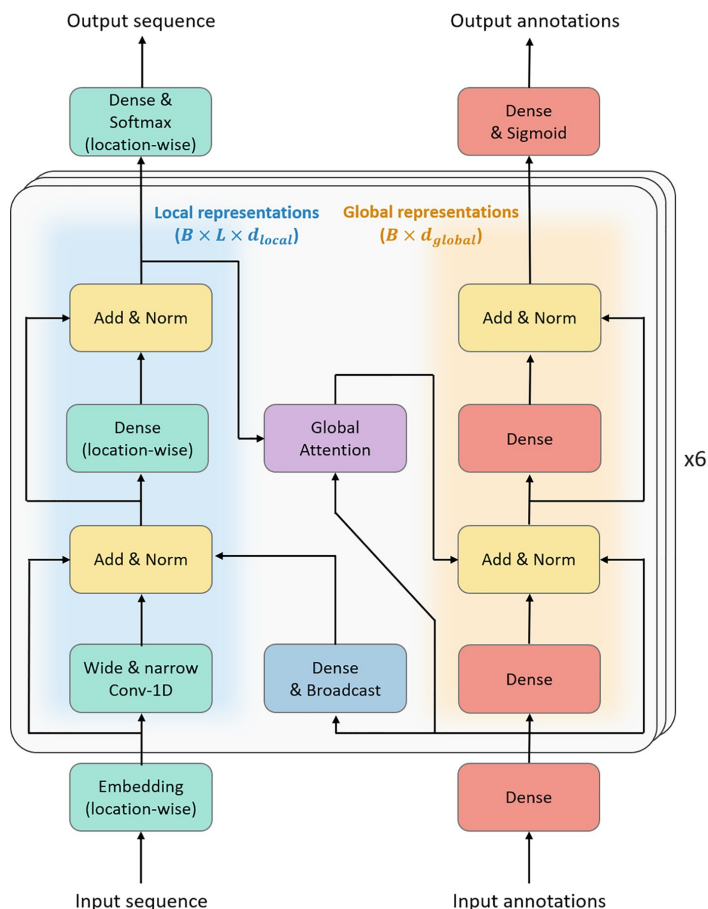 Output sequence
Output annotations
Dense &
Softmax
(location-wise)
Dense
& Sigmoid
Local representations
(B × L × d_local)
Global representations
(B × d_global)
Add & Norm
Add & Norm
Dense
(location-wise)
Global
Attention
Dense
x6
Add & Norm
Add & Norm
Wide & narrow
Conv-1D
Dense
& Broadcast
Dense
Embedding
(location-wise)
Dense
Input sequence
Input annotations